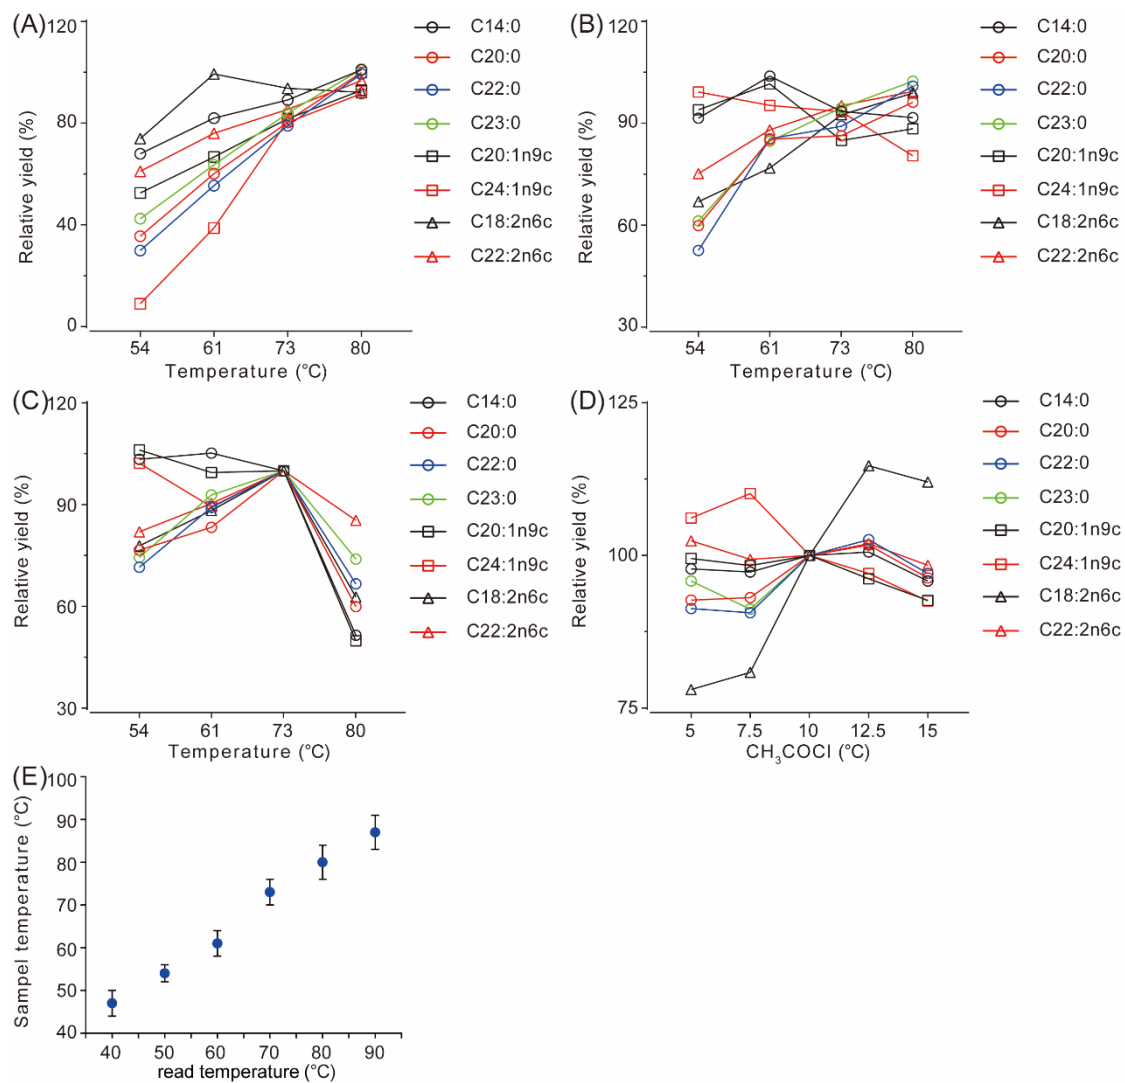 (A)
120
80
40
0
Relative yield (%)
54 61 73 80
Temperature (°C)
C14:0
C20:0
C22:0
C23:0
C20:1n9c
C24:1n9c
C18:2n6c
C22:2n6c
(B)
120
90
60
30
Relative yield (%)
54 61 73 80
Temperature (°C)
C14:0
C20:0
C22:0
C23:0
C20:1n9c
C24:1n9c
C18:2n6c
C22:2n6c
(C)
120
90
60
30
Relative yield (%)
54 61 73 80
Temperature (°C)
C14:0
C20:0
C22:0
C23:0
C20:1n9c
C24:1n9c
C18:2n6c
C22:2n6c
(D)
125
100
75
Relative yield (%)
5 7.5 10 12.5 15
CH3COCl (°C)
C14:0
C20:0
C22:0
C23:0
C20:1n9c
C24:1n9c
C18:2n6c
C22:2n6c
(E)
100
90
80
70
60
50
40
Sampel temperature (°C)
40 50 60 70 80 90
read temperature (°C)